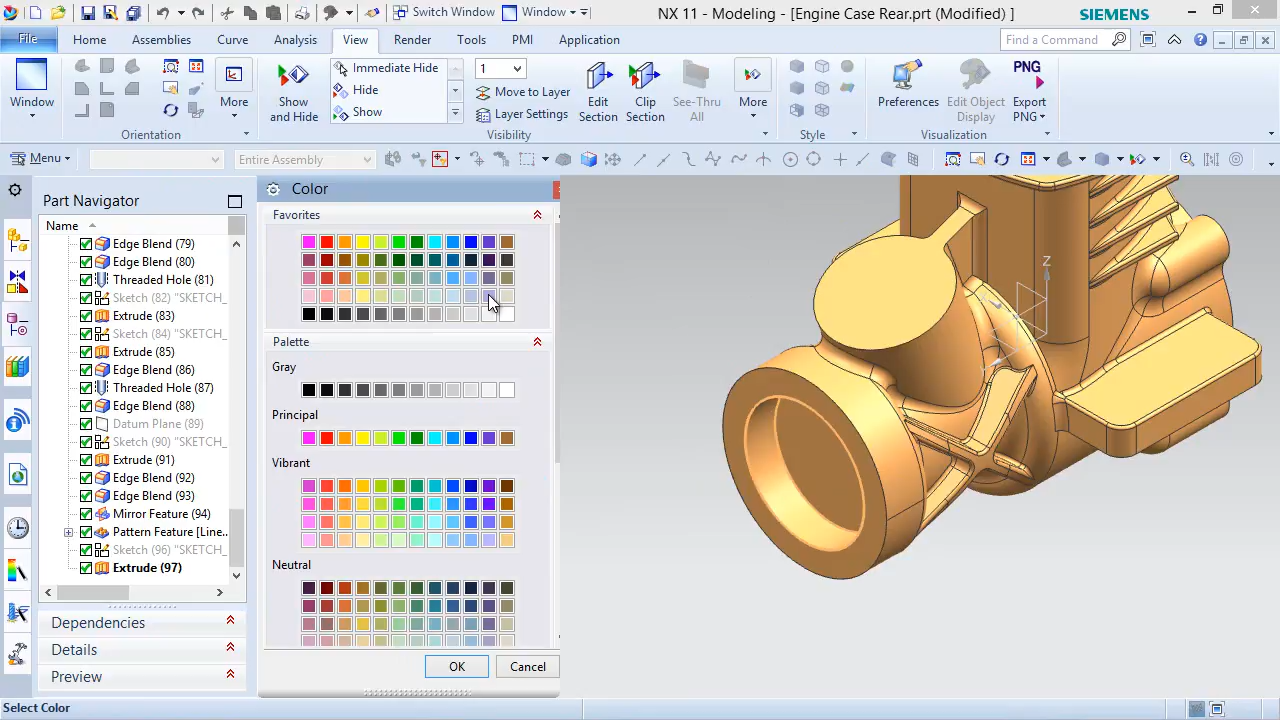 Switch Window Window NX 11 - Modeling - [Engine Case Rear.prt (Modified) ] SIEMENS
File Home Assemblies Curve Analysis View Render Tools PMI Application Find a Command
Window More Show and Hide Immediate Hide Hide Show 1 Move to Layer Layer Settings Edit Section Clip Section See-Thru All More Preferences Edit Object Display PNG Export PNG
Orientation Visibility Style Visualization
Menu Entire Assembly
Part Navigator
Name
Edge Blend (79)
Edge Blend (80)
Threaded Hole (81)
Sketch (82) "SKETCH_
Extrude (83)
Sketch (84) "SKETCH_
Extrude (85)
Edge Blend (86)
Threaded Hole (87)
Edge Blend (88)
Datum Plane (89)
Sketch (90) "SKETCH_
Extrude (91)
Edge Blend (92)
Edge Blend (93)
Mirror Feature (94)
Pattern Feature [Line..
Sketch (96) "SKETCH_
Extrude (97)
Dependencies
Details
Preview
Color
Favorites
Palette
Gray
Principal
Vibrant
Neutral
OK Cancel
Z
Select Color